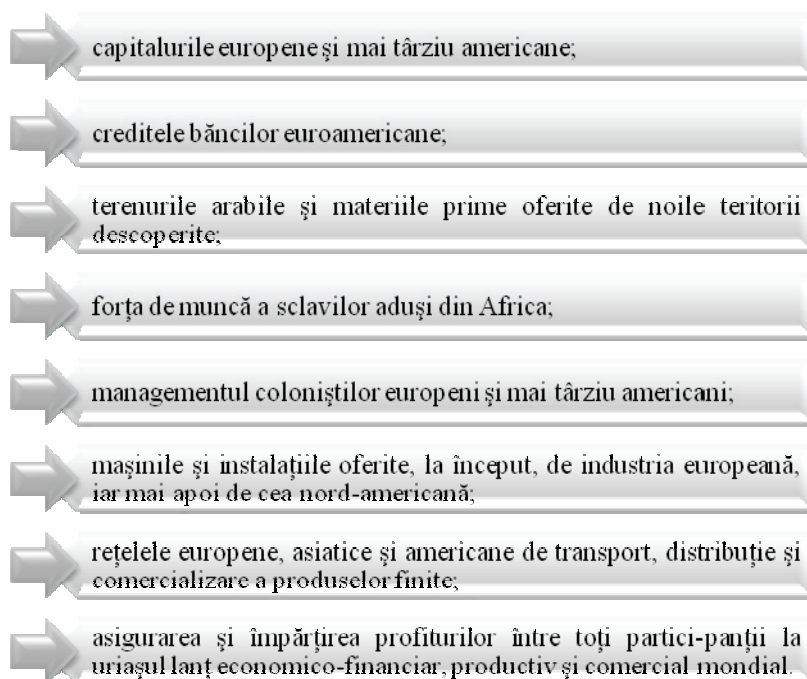 capitalurile europene şi mai târziu americane;
creditele băncilor euroamericane;
terenurile arabile şi materiile prime oferite de noile teritorii
descoperite;
forţa de muncă a sclavilor aduşi din Africa;
managementul coloniştilor europeni şi mai târziu americani;
maşinile şi instalaţiile oferite, la început, de industria europeană,
iar mai apoi de cea nord-americană;
reţelele europene, asiatice şi americane de transport, distribuţie şi
comercializare a produselor finite;
asigurarea şi împărţirea profiturilor între toţi partici-panţii la
uriaşul lanţ economico-financiar, productiv şi comercial mondial.